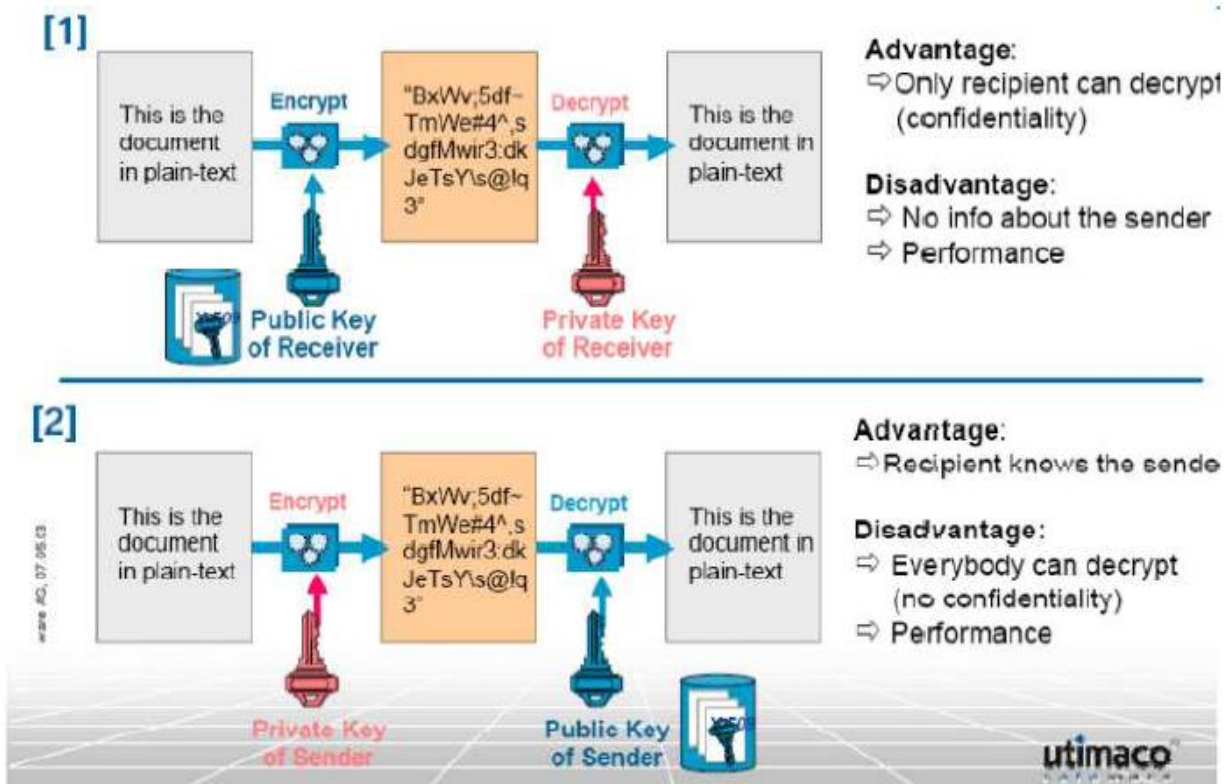 [1]
This is the
document
in plain-text
Encrypt
"BxWv;5df~
TmWe#4^,s
dgfMwir3:dk
JeTsY\s@!q
3"
Decrypt
This is the
document in
plain-text
Public Key
of Receiver
Private Key
of Receiver
Advantage:
⇨Only recipient can decrypt
(confidentiality)
Disadvantage:
⇨ No info about the sender
⇨ Performance
[2]
This is the
document
in plain-text
Encrypt
"BxWv;5df~
TmWe#4^,s
dgfMwir3:dk
JeTsY\s@!q
3"
Decrypt
This is the
document in
plain-text
Private Key
of Sender
Public Key
of Sender
Advantage:
⇨Recipient knows the sende
Disadvantage:
⇨ Everybody can decrypt
(no confidentiality)
⇨ Performance
ware AG,
utimaco